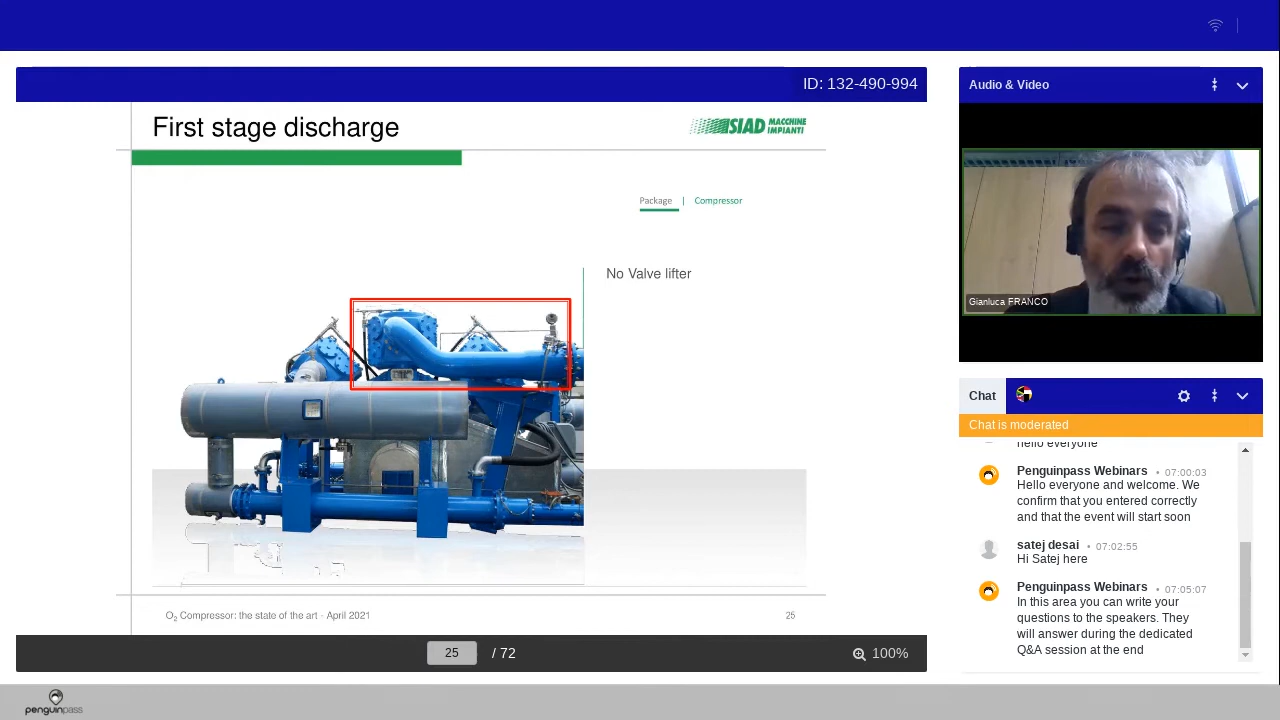 ID: 132-490-994
First stage discharge
SIAD MACCHINE
IMPIANTI
Package | Compressor
No Valve lifter
O₂ Compressor: the state of the art - April 2021
25
25 / 72
100%
Audio & Video
Gianluca FRANCO
Chat
Chat is moderated
hello everyone
Penguinpass Webinars • 07:00:03
Hello everyone and welcome. We
confirm that you entered correctly
and that the event will start soon
satej desai • 07:02:55
Hi Satej here
Penguinpass Webinars • 07:05:07
In this area you can write your
questions to the speakers. They
will answer during the dedicated
Q&A session at the end
penguinpass